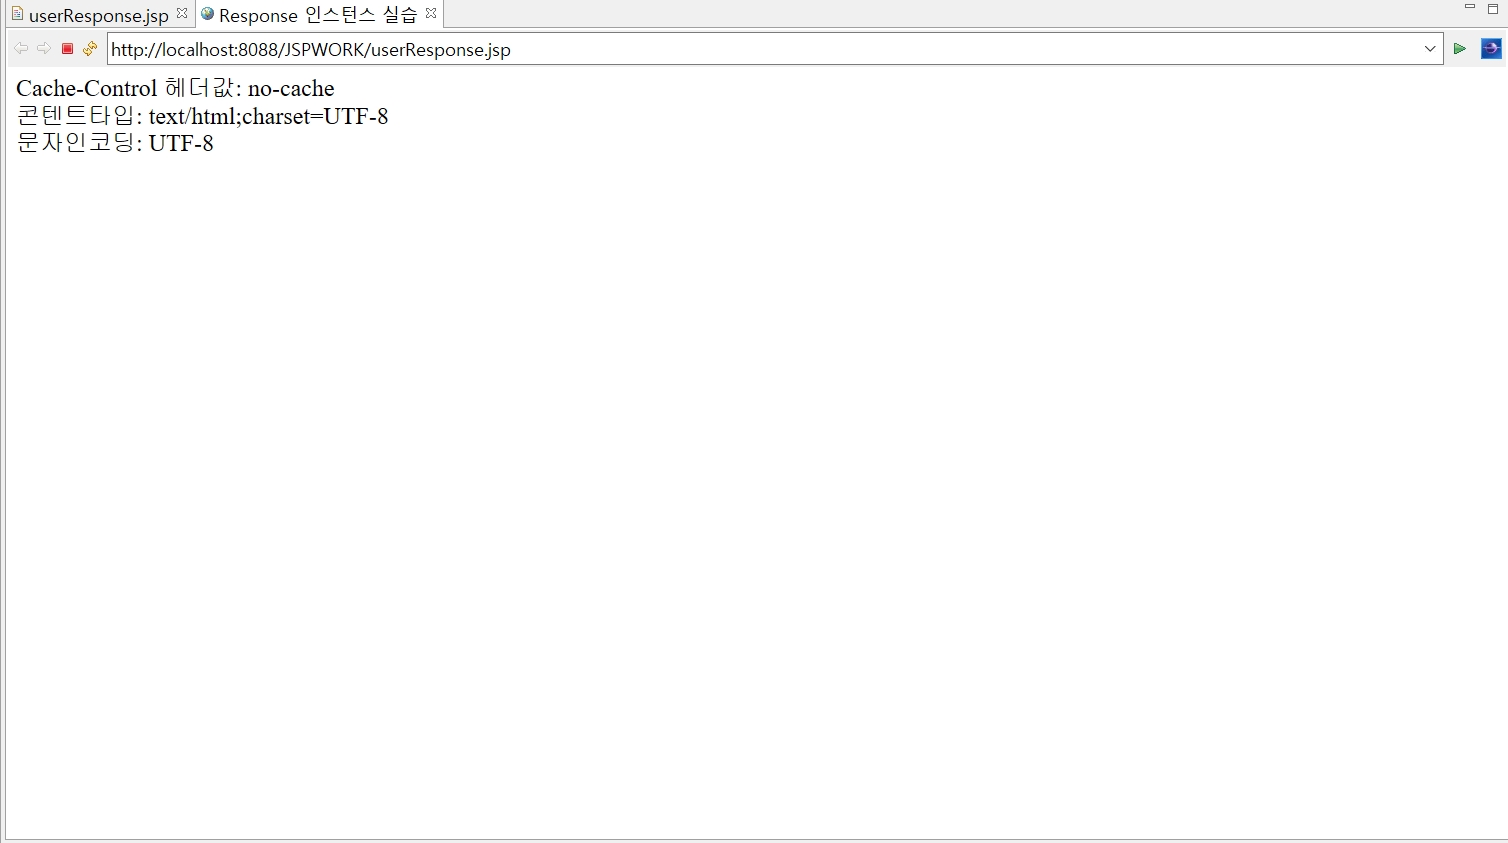 userResponse.jsp
Response 인스턴스 실습
http://localhost:8088/JSPWORK/userResponse.jsp
Cache-Control 헤더값: no-cache
콘텐트타입: text/html;charset=UTF-8
문자인코딩: UTF-8